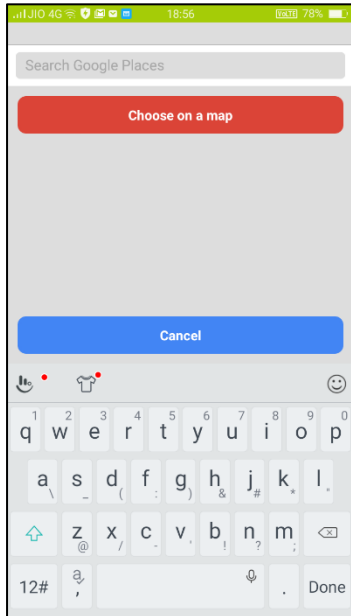 JIO 4G 18:56 VoLTE 78%
Search Google Places
Choose on a map
Cancel
1 2 3 4 5 6 7 8 9 0
q w e r t y u i o p
a s d f g h j k l
\ _ ( : ) & # * "
z x c v b n m
@ / - ' ! ? ;
12# a , . Done